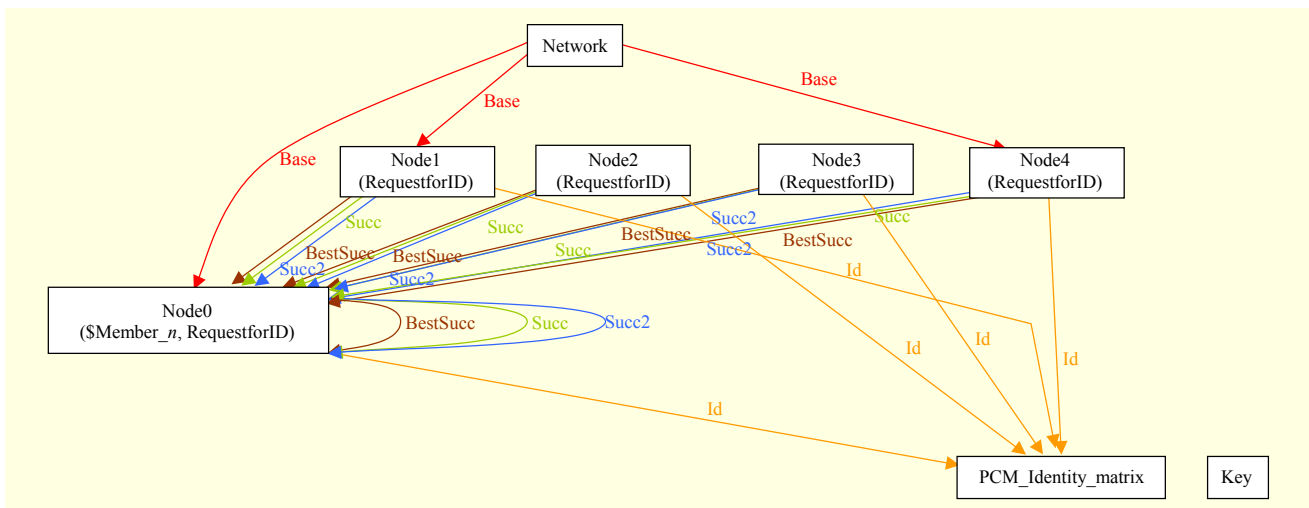 Network
Base
Base
Base
Node1
(RequestforID)
Node2
(RequestforID)
Node3
(RequestforID)
Node4
(RequestforID)
Succ
Succ
Succ2
Succ
BestSucc
BestSucc
BestSucc
Succ
Succ2
BestSucc
Succ2
Succ2
Id
Node0
($Member_n, RequestforID)
BestSucc
Succ
Succ2
Id
Id
Id
Id
PCM_Identity_matrix
Key